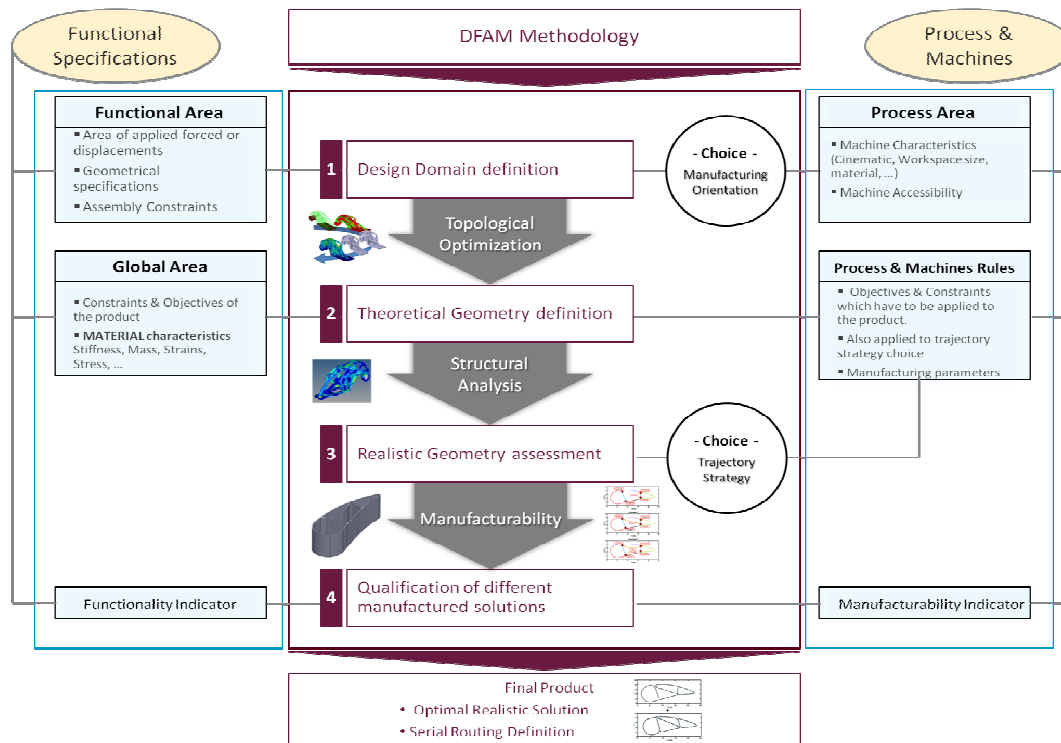 Functional
Specifications
DFAM Methodology
Process &
Machines
Functional Area
▪ Area of applied forced or
displacements
▪ Geometrical
specifications
▪ Assembly Constraints
1
Design Domain definition
- Choice -
Manufacturing
Orientation
Process Area
▪ Machine Characteristics
(Cinematic, Workspace size,
material, ...)
▪ Machine Accessibility
Topological
Optimization
Global Area
▪ Constraints & Objectives of
the product
▪ MATERIAL characteristics
Stiffness, Mass, Strains,
Stress, ...
2
Theoretical Geometry definition
Process & Machines Rules
▪ Objectives & Constraints
which have to be applied to
the product.
▪ Also applied to trajectory
strategy choice
▪ Manufacturing parameters
Structural
Analysis
3
Realistic Geometry assessment
- Choice -
Trajectory
Strategy
Manufacturability
Functionality Indicator
4
Qualification of different
manufactured solutions
Manufacturability Indicator
Final Product
• Optimal Realistic Solution
• Serial Routing Definition